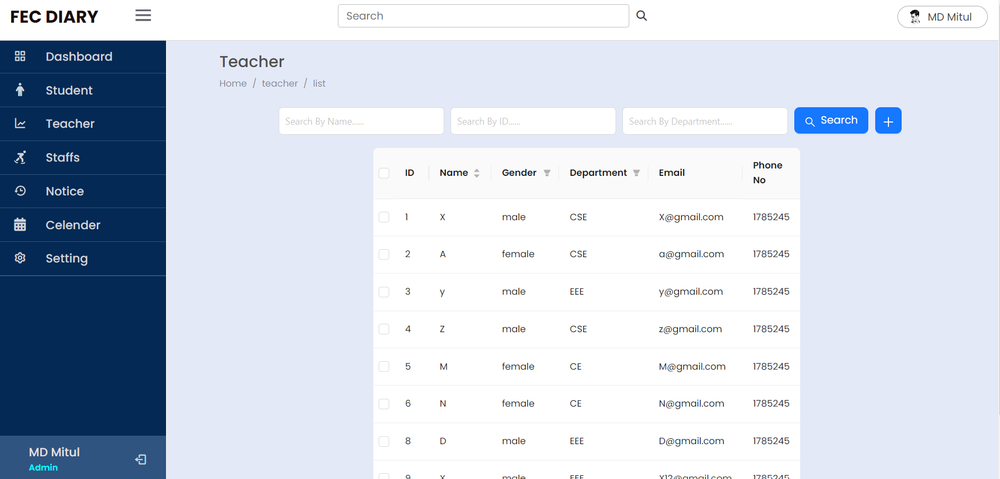 FEC DIARY
Search
MD Mitul
Dashboard
Student
Teacher
Staffs
Notice
Celender
Setting
MD Mitul
Admin
Teacher
Home / teacher / list
Search By Name......
Search By ID......
Search By Department......
Search
ID Name Gender Department Email Phone No
1 X male CSE X@gmail.com 1785245
2 A female CSE a@gmail.com 1785245
3 y male EEE y@gmail.com 1785245
4 Z male CSE z@gmail.com 1785245
5 M female CE M@gmail.com 1785245
6 N female CE N@gmail.com 1785245
8 D male EEE D@gmail.com 1785245
9 X male EEE X12@gmail.com 1785245